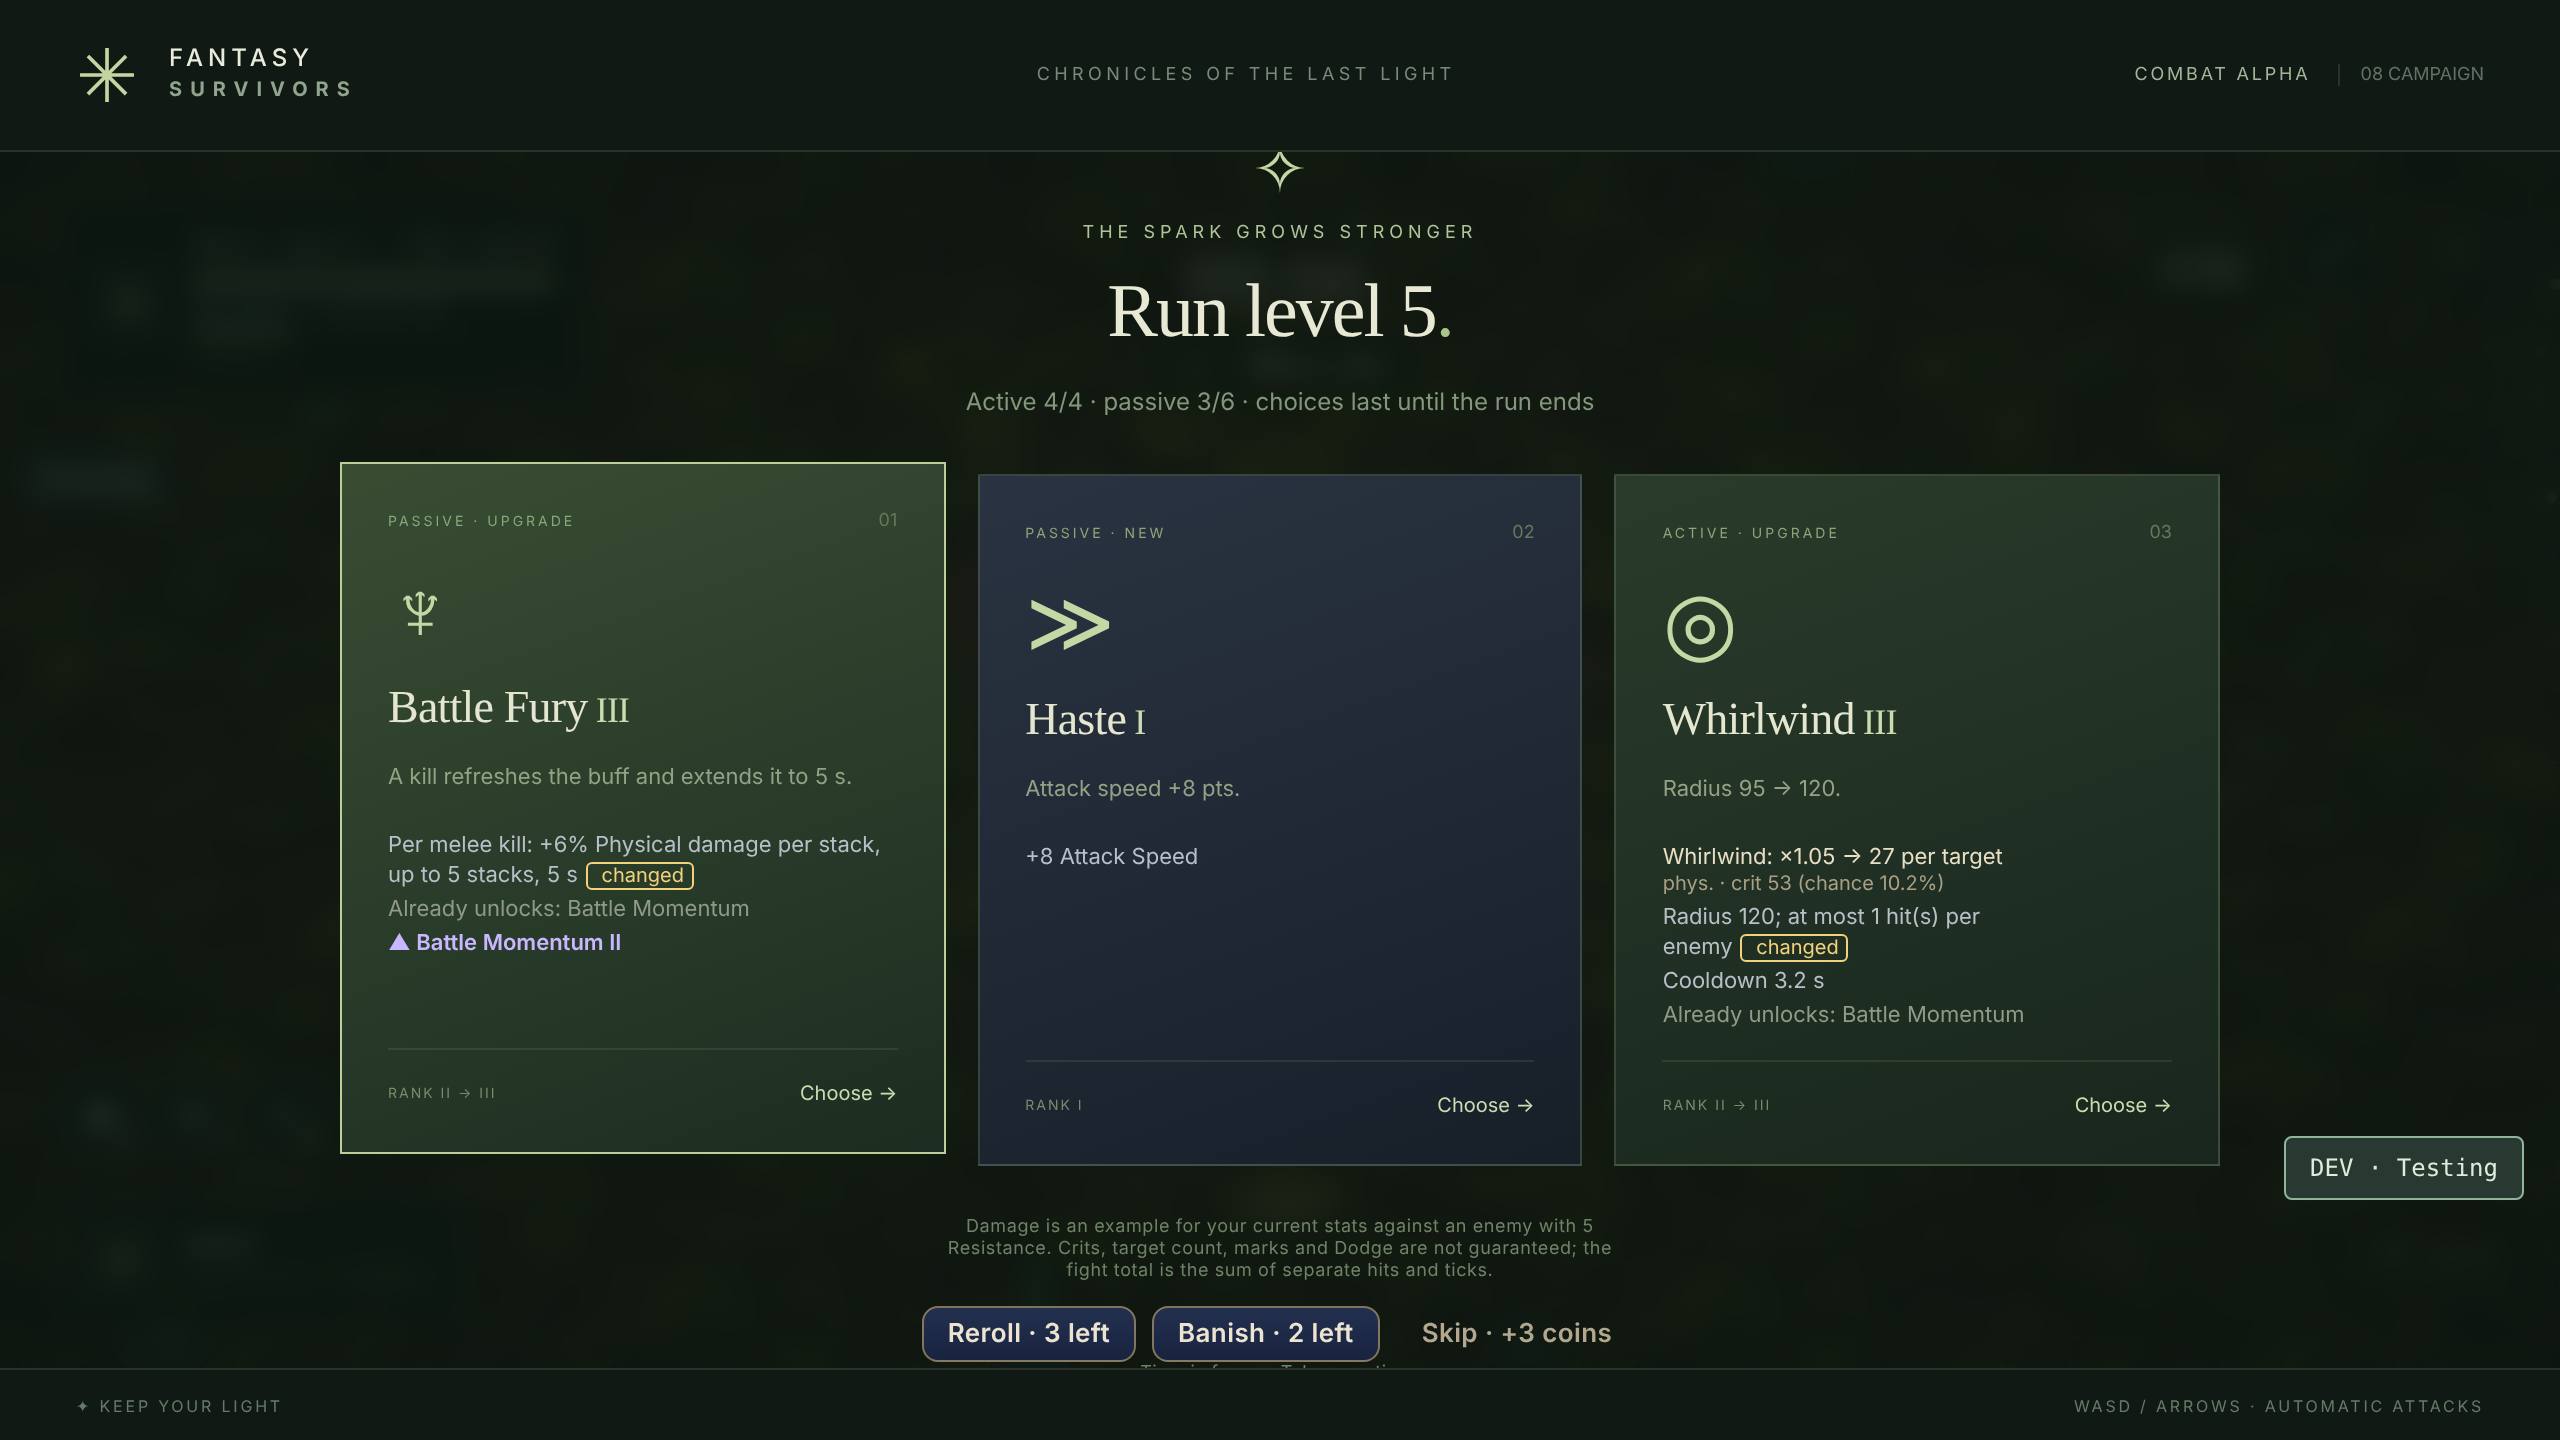 FANTASY
SURVIVORS
CHRONICLES OF THE LAST LIGHT
COMBAT ALPHA
08 CAMPAIGN
THE SPARK GROWS STRONGER
Run level 5.
Active 4/4 · passive 3/6 · choices last until the run ends
PASSIVE · UPGRADE
01
Battle Fury III
A kill refreshes the buff and extends it to 5 s.
Per melee kill: +6% Physical damage per stack,
up to 5 stacks, 5 s changed
Already unlocks: Battle Momentum
▲ Battle Momentum II
RANK II → III
Choose →
PASSIVE · NEW
02
Haste I
Attack speed +8 pts.
+8 Attack Speed
RANK I
Choose →
ACTIVE · UPGRADE
03
Whirlwind III
Radius 95 → 120.
Whirlwind: ×1.05 → 27 per target
phys. · crit 53 (chance 10.2%)
Radius 120; at most 1 hit(s) per
enemy changed
Cooldown 3.2 s
Already unlocks: Battle Momentum
RANK II → III
Choose →
DEV · Testing
Damage is an example for your current stats against an enemy with 5
Resistance. Crits, target count, marks and Dodge are not guaranteed; the
fight total is the sum of separate hits and ticks.
Reroll · 3 left
Banish · 2 left
Skip · +3 coins
✦ KEEP YOUR LIGHT
WASD / ARROWS · AUTOMATIC ATTACKS